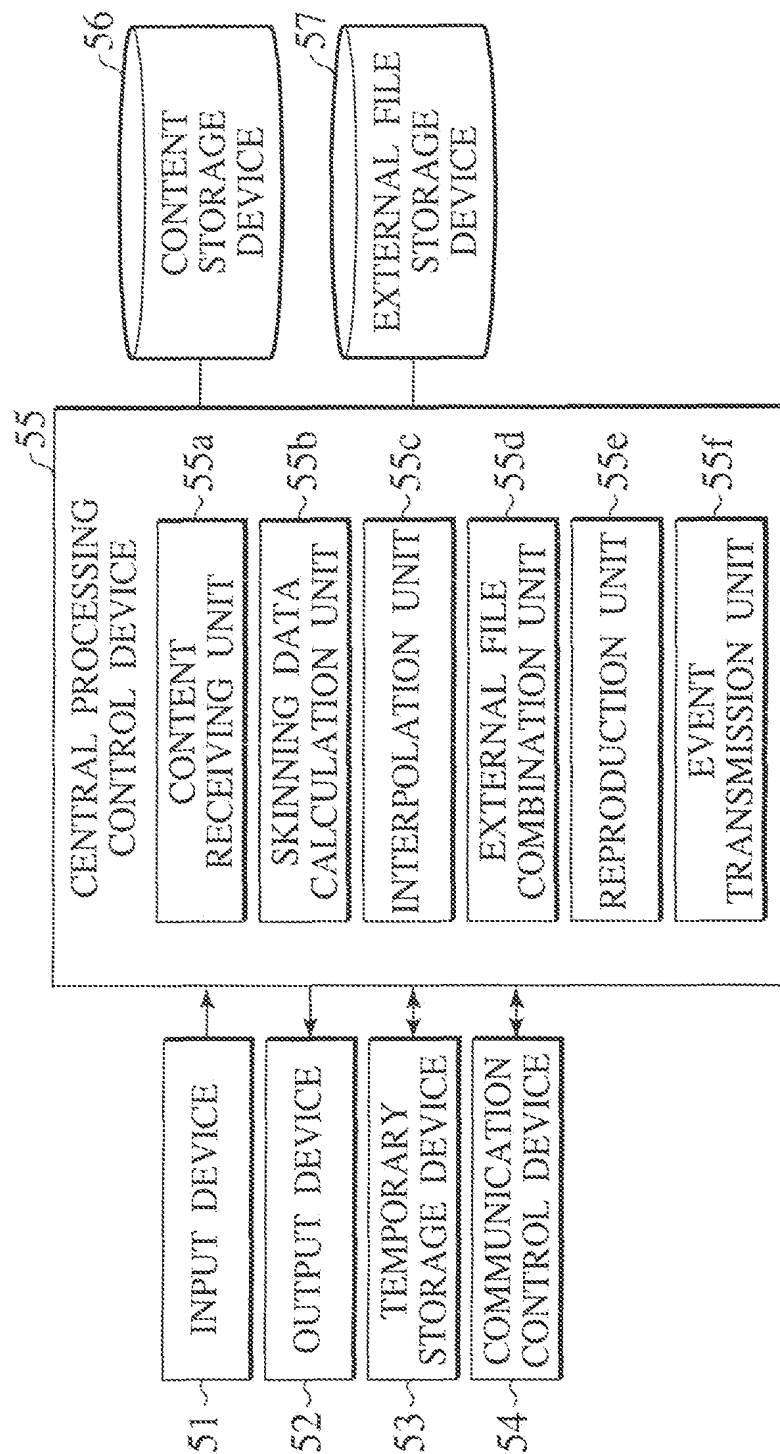 51
INPUT DEVICE
52
OUTPUT DEVICE
53
TEMPORARY
STORAGE DEVICE
54
COMMUNICATION
CONTROL DEVICE
55
CENTRAL PROCESSING
CONTROL DEVICE
CONTENT
RECEIVING UNIT
55a
SKINNING DATA
CALCULATION UNIT
55b
INTERPOLATION UNIT
55c
EXTERNAL FILE
COMBINATION UNIT
55d
REPRODUCTION UNIT
55e
EVENT
TRANSMISSION UNIT
55f
56
CONTENT
STORAGE
DEVICE
57
EXTERNAL FILE
STORAGE
DEVICE